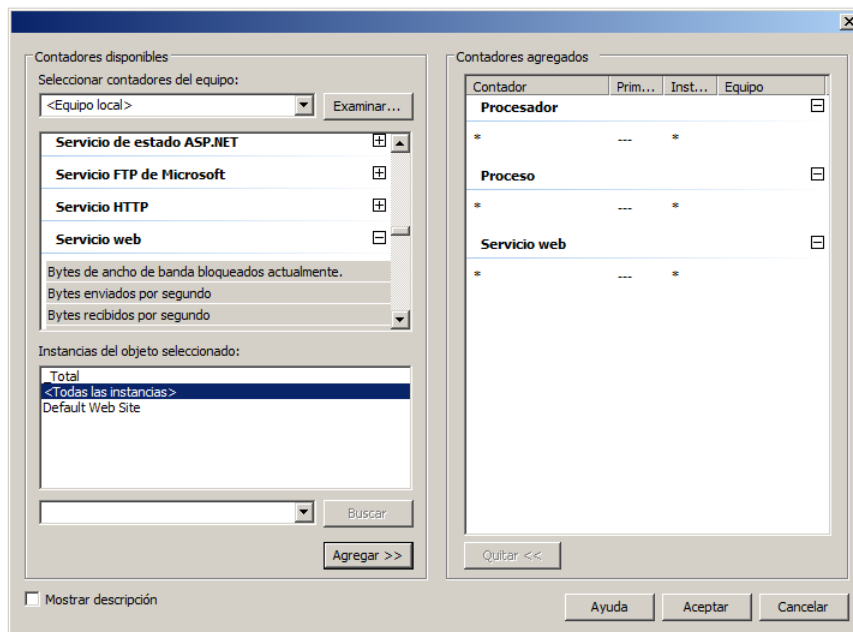 Contadores disponibles
Seleccionar contadores del equipo:
<Equipo local>
Examinar...
Servicio de estado ASP.NET
Servicio FTP de Microsoft
Servicio HTTP
Servicio web
Bytes de ancho de banda bloqueados actualmente.
Bytes enviados por segundo
Bytes recibidos por segundo
Instancias del objeto seleccionado:
_Total
<Todas las instancias>
Default Web Site
Buscar
Agregar >>
Mostrar descripción
Contadores agregados
Contador Prim... Inst... Equipo
Procesador
* --- *
Proceso
* --- *
Servicio web
* --- *
Quitar <<
Ayuda Aceptar Cancelar